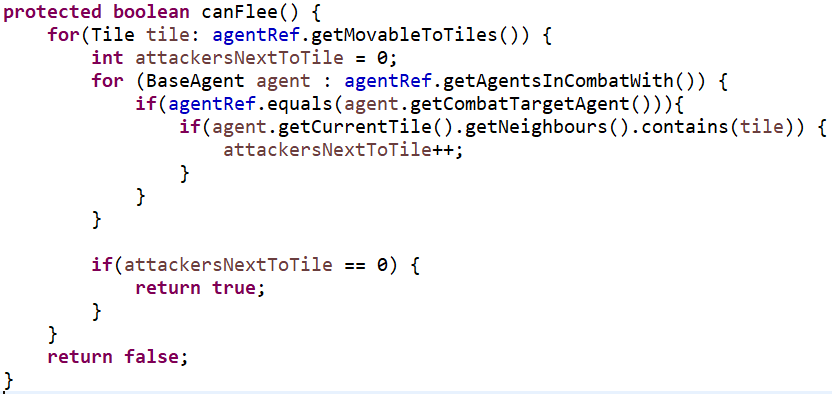 protected boolean canFlee() {
    for(Tile tile: agentRef.getMovableToTiles()) {
        int attackersNextToTile = 0;
        for (BaseAgent agent : agentRef.getAgentsInCombatWith()) {
            if(agentRef.equals(agent.getCombatTargetAgent())){
                if(agent.getCurrentTile().getNeighbours().contains(tile)) {
                    attackersNextToTile++;
                }
            }
        }

        if(attackersNextToTile == 0) {
            return true;
        }
    }
    return false;
}